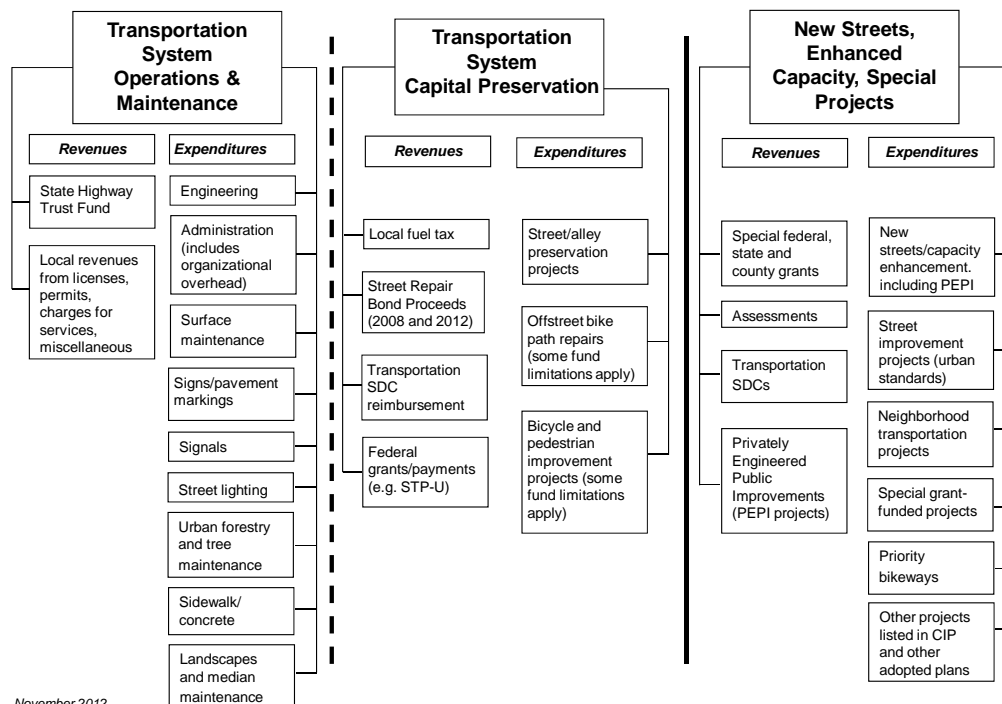 Transportation
System
Operations &
Maintenance
Revenues
Expenditures
State Highway
Trust Fund
Local revenues
from licenses,
permits,
charges for
services,
miscellaneous
Engineering
Administration
(includes
organizational
overhead)
Surface
maintenance
Signs/pavement
markings
Signals
Street lighting
Urban forestry
and tree
maintenance
Sidewalk/
concrete
Landscapes
and median
maintenance
Transportation
System
Capital Preservation
Revenues
Expenditures
Local fuel tax
Street Repair
Bond Proceeds
(2008 and 2012)
Transportation
SDC
reimbursement
Federal
grants/payments
(e.g. STP-U)
Street/alley
preservation
projects
Offstreet bike
path repairs
(some fund
limitations apply)
Bicycle and
pedestrian
improvement
projects (some
fund limitations
apply)
New Streets,
Enhanced
Capacity, Special
Projects
Revenues
Expenditures
Special federal,
state and
county grants
Assessments
Transportation
SDCs
Privately
Engineered
Public
Improvements
(PEPI projects)
New
streets/capacity
enhancement.
including PEPI
Street
improvement
projects (urban
standards)
Neighborhood
transportation
projects
Special grant-
funded projects
Priority
bikeways
Other projects
listed in CIP
and other
adopted plans
November 2012